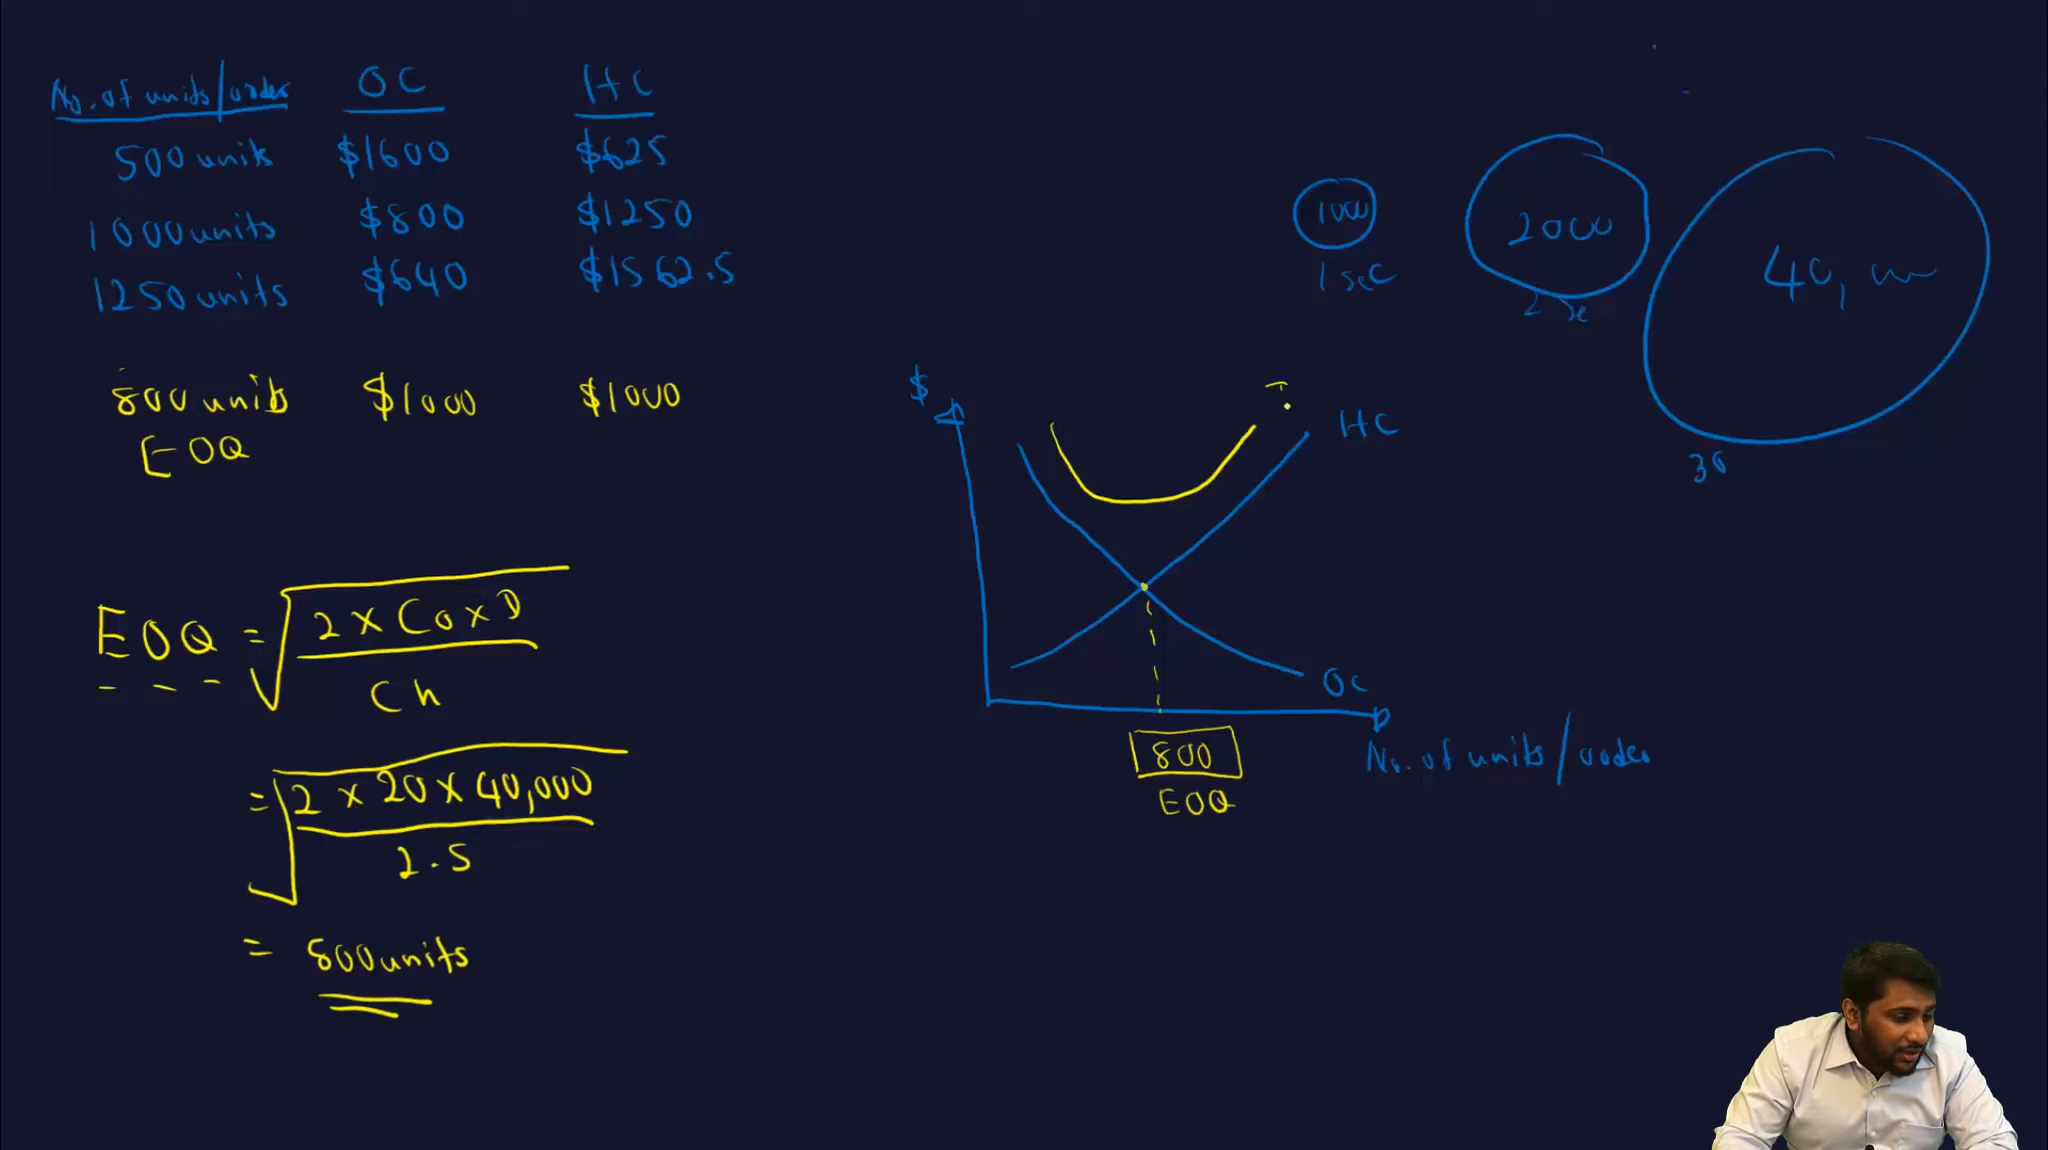 No. of units/order OC HC
500 units $1600 $625
1000 units $800 $1250
1250 units $640 $1562.5
800 units $1000 $1000
EOQ
EOQ = √ 2 x Co x D
Ch
= √ 2 x 20 x 40,000
2.5
= 800 units
1000
1 sec
2000
2
40,
30
$
T
HC
OC
800
EOQ
No. of units/order